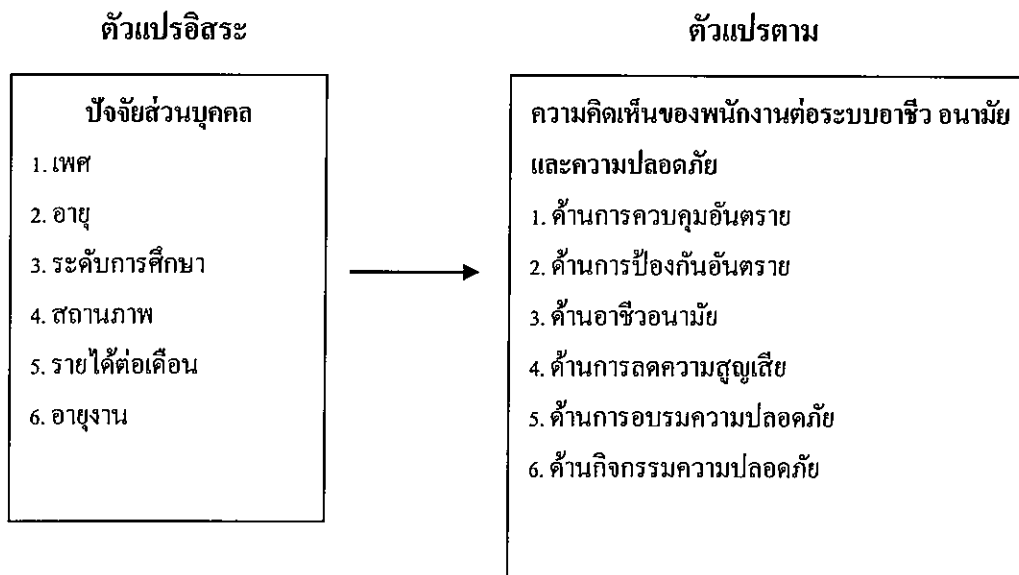 ตัวแปรอิสระ
ปัจจัยส่วนบุคคล
1. เพศ
2. อายุ
3. ระดับการศึกษา
4. สถานภาพ
5. รายได้ต่อเดือน
6. อายุงาน
ตัวแปรตาม
ความคิดเห็นของพนักงานต่อระบบอาชีว อนามัย
และความปลอดภัย
1. ด้านการควบคุมอันตราย
2. ด้านการป้องกันอันตราย
3. ด้านอาชีวอนามัย
4. ด้านการลดความสูญเสีย
5. ด้านการอบรมความปลอดภัย
6. ด้านกิจกรรมความปลอดภัย